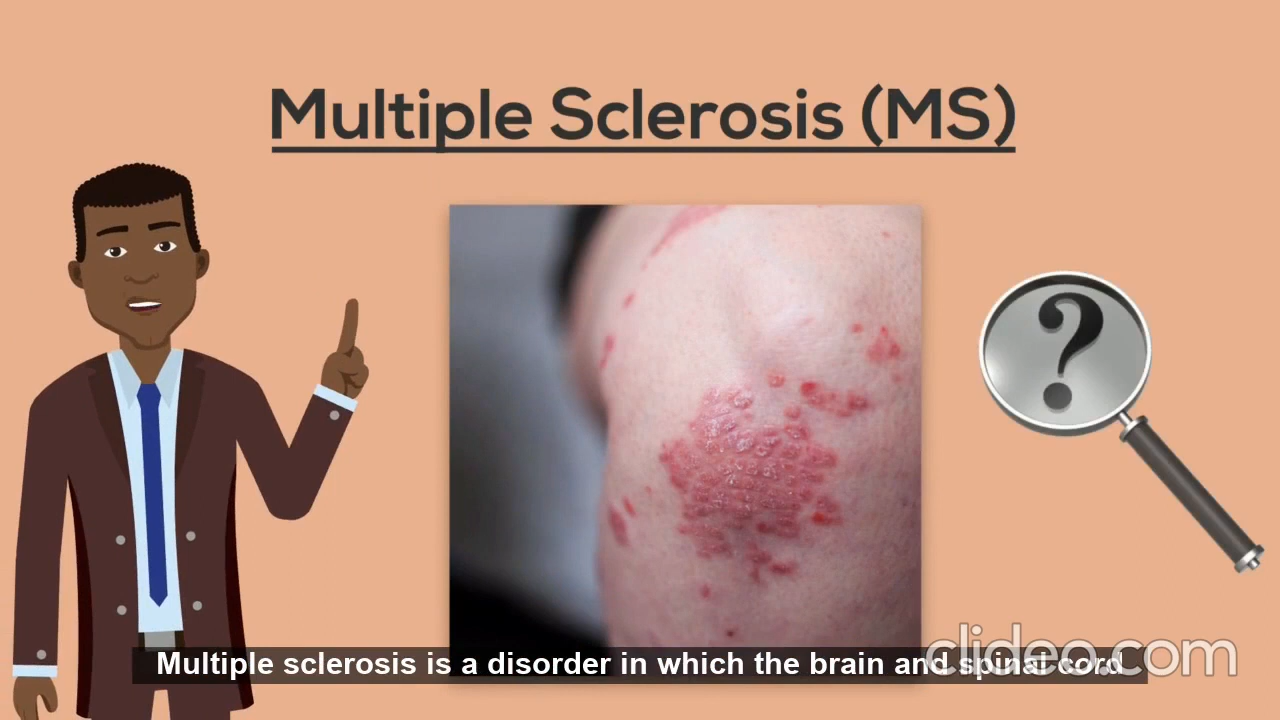 Multiple Sclerosis (MS)
?
Multiple sclerosis is a disorder in which the brain and spinal cord
clideo.com